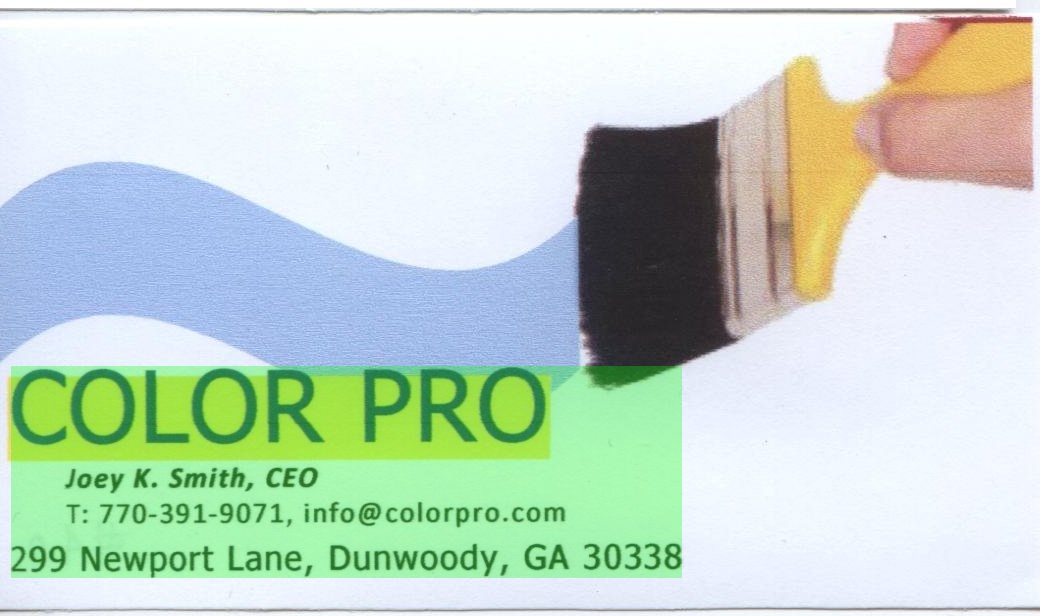 COLOR PRO
Joey K. Smith, CEO
T: 770-391-9071, info@colorpro.com
299 Newport Lane, Dunwoody, GA 30338